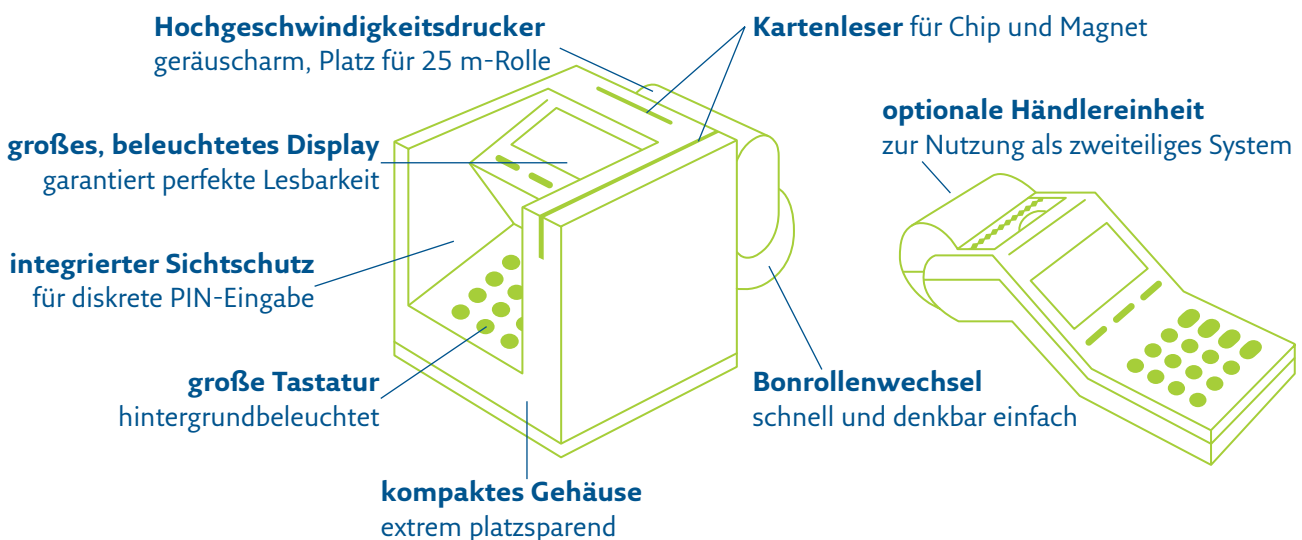 Hochgeschwindigkeitsdrucker
geräuscharm, Platz für 25 m-Rolle
Kartenleser für Chip und Magnet
optionale Händlereinheit
zur Nutzung als zweiteiliges System
großes, beleuchtetes Display
garantiert perfekte Lesbarkeit
integrierter Sichtschutz
für diskrete PIN-Eingabe
große Tastatur
hintergrundbeleuchtet
Bonrollenwechsel
schnell und denkbar einfach
kompaktes Gehäuse
extrem platzsparend